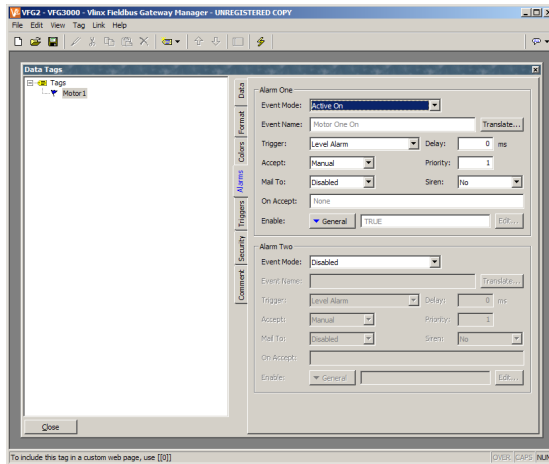 VFG2 - VFG3000 - Vlinx Fieldbus Gateway Manager - UNREGISTERED COPY
File Edit View Tag Link Help
Data Tags
Tags
Motor1
Data
Format
Colors
Alarms
Triggers
Security
Comment
Alarm One
Event Mode: Active On
Event Name: Motor One On Translate...
Trigger: Level Alarm Delay: 0 ms
Accept: Manual Priority: 1
Mail To: Disabled Siren: No
On Accept: None
Enable: General TRUE Edit...
Alarm Two
Event Mode: Disabled
Event Name: Translate...
Trigger: Level Alarm Delay: 0 ms
Accept: Manual Priority: 1
Mail To: Disabled Siren: No
On Accept:
Enable: General Edit...
Close
To include this tag in a custom web page, use [[0]] OVER CAPS NUM